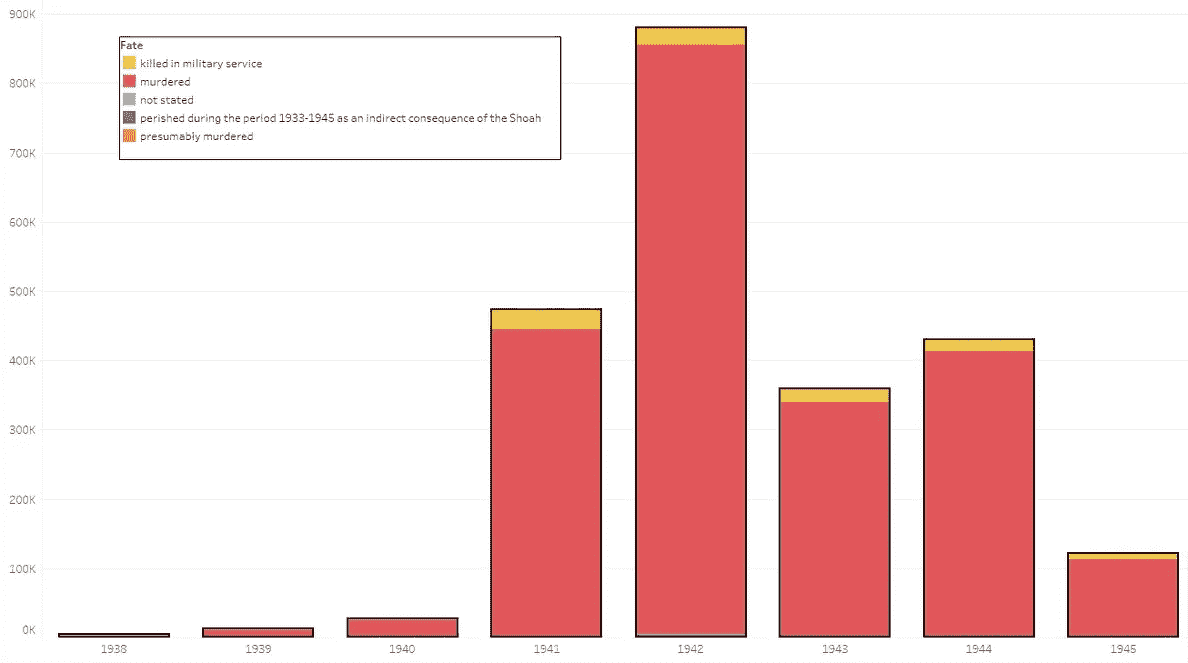 900K
Fate
killed in military service
murdered
800K
not stated
perished during the period 1933-1945 as an indirect consequence of the Shoah
presumably murdered
700K
600K
500K
400K
300K
200K
100K
0K
1938 1939 1940 1941 1942 1943 1944 1945